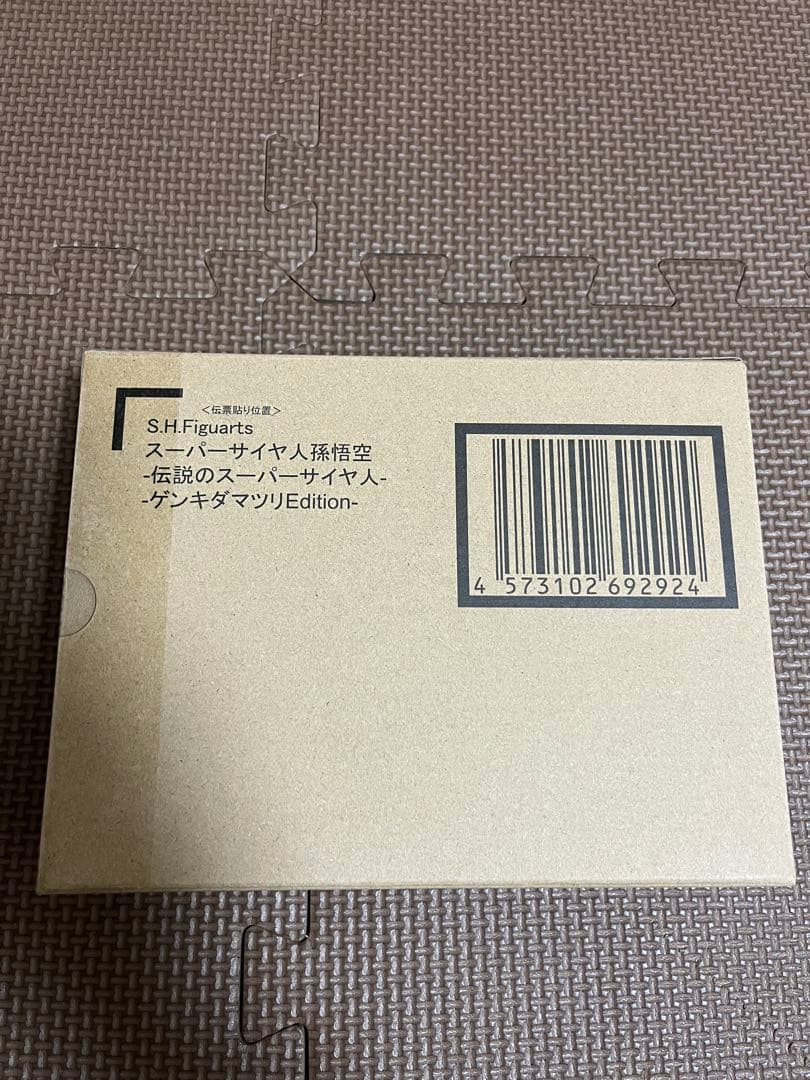 ＜伝票貼り位置＞
S.H.Figuarts
スーパーサイヤ人孫悟空
-伝説のスーパーサイヤ人-
-ゲンキダマツリEdition-
4 573102 692924